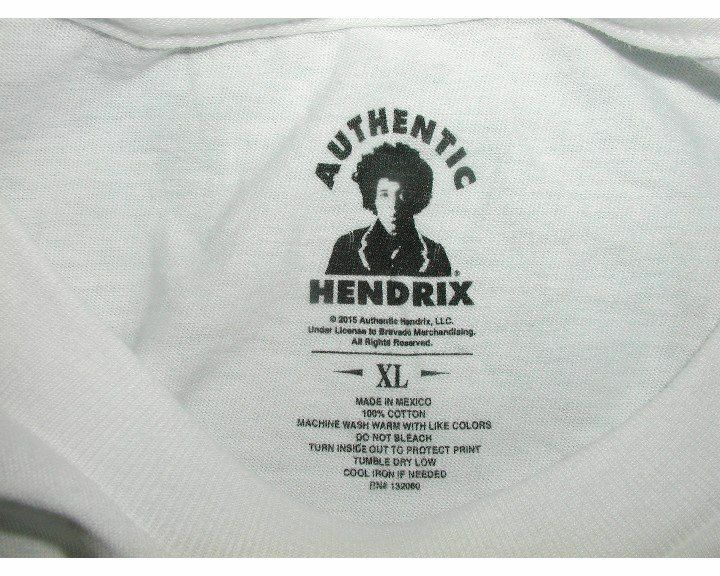 AUTHENTIC
HENDRIX
© 2015 Authentic Hendrix, LLC.
Under License to Bravado Merchandising.
All Rights Reserved.
XL
MADE IN MEXICO
100% COTTON
MACHINE WASH WARM WITH LIKE COLORS
DO NOT BLEACH
TURN INSIDE OUT TO PROTECT PRINT
TUMBLE DRY LOW
COOL IRON IF NEEDED
RN# 132060